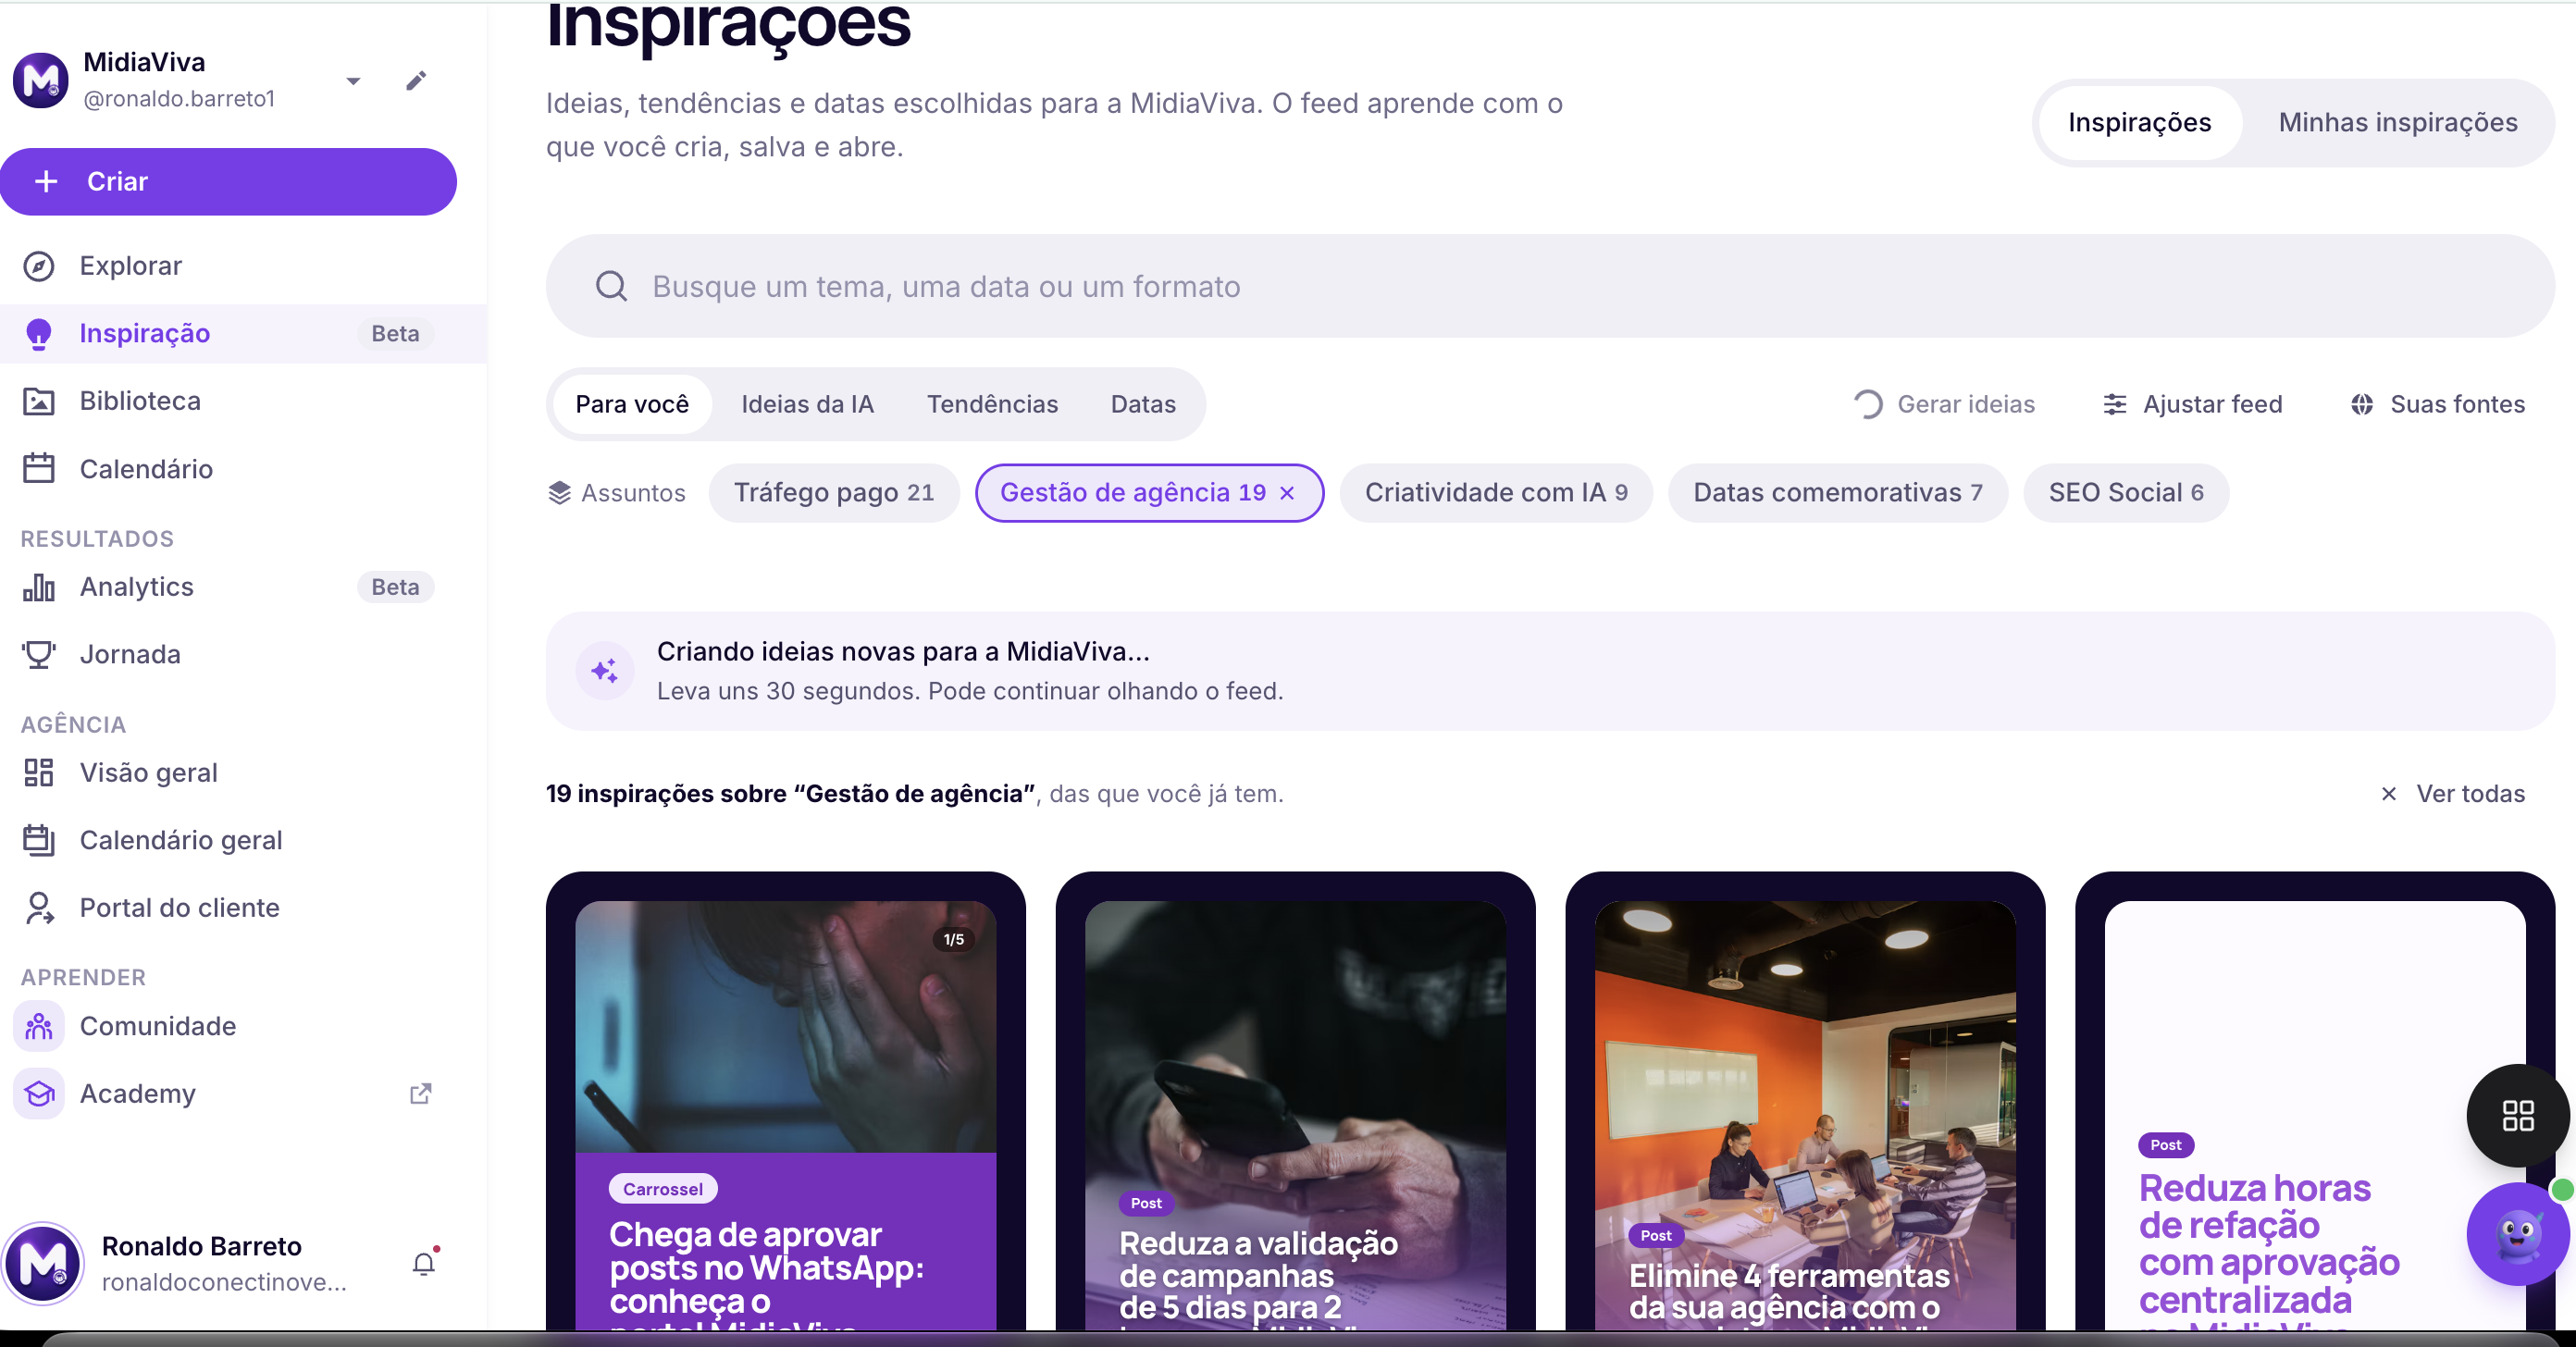 MidiaViva
@ronaldo.barreto1
Criar
Explorar
Inspiração
Beta
Biblioteca
Calendário
RESULTADOS
Analytics
Beta
Jornada
AGÊNCIA
Visão geral
Calendário geral
Portal do cliente
APRENDER
Comunidade
Academy
Ronaldo Barreto
ronaldoconectinove...
Inspirações
Ideias, tendências e datas escolhidas para a MidiaViva. O feed aprende com o
que você cria, salva e abre.
Inspirações
Minhas inspirações
Busque um tema, uma data ou um formato
Para você
Ideias da IA
Tendências
Datas
Gerar ideias
Ajustar feed
Suas fontes
Assuntos
Tráfego pago 21
Gestão de agência 19 ×
Criatividade com IA 9
Datas comemorativas 7
SEO Social 6
Criando ideias novas para a MidiaViva...
Leva uns 30 segundos. Pode continuar olhando o feed.
19 inspirações sobre “Gestão de agência”, das que você já tem.
× Ver todas
1/5
Carrossel
Chega de aprovar
posts no WhatsApp:
conheça o
portal MidiaViva
Post
Reduza a validação
de campanhas
de 5 dias para 2
Post
Elimine 4 ferramentas
da sua agência com o
Post
Reduza horas
de refação
com aprovação
centralizada
no MidiaViva